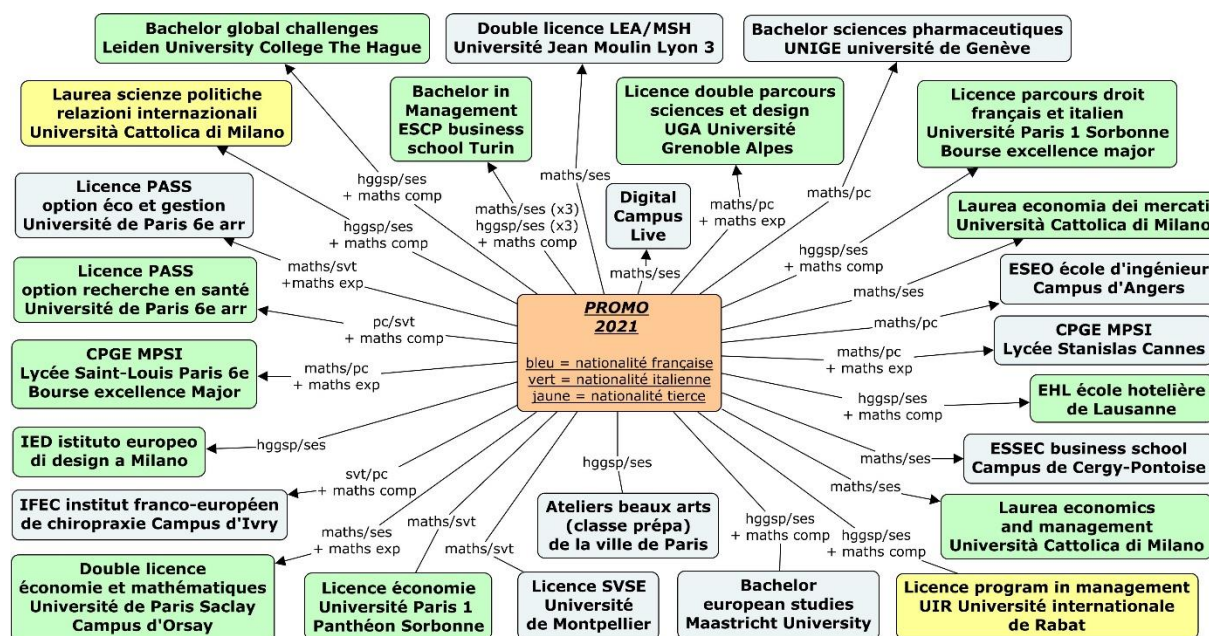 Bachelor global challenges
Leiden University College The Hague
Double licence LEA/MSH
Université Jean Moulin Lyon 3
Bachelor sciences pharmaceutiques
UNIGE université de Genève
Laurea scienze politiche
relazioni internazionali
Università Cattolica di Milano
Bachelor in
Management
ESCP business
school Turin
Licence double parcours
sciences et design
UGA Université
Grenoble Alpes
Licence parcours droit
français et italien
Université Paris 1 Sorbonne
Bourse excellence major
hggsp/ses
+ maths comp
maths/ses
maths/pc
Licence PASS
option éco et gestion
Université de Paris 6e arr
hggsp/ses
+ maths comp
maths/ses (x3)
hggsp/ses (x3)
+ maths comp
Digital
Campus
Live
maths/pc
+ maths exp
Laurea economia dei mercati
Università Cattolica di Milano
maths/svt
+maths exp
maths/ses
hggsp/ses
+ maths comp
maths/ses
ESEO école d'ingénieur
Campus d'Angers
Licence PASS
option recherche en santé
Université de Paris 6e arr
pc/svt
+ maths comp
PROMO
2021
bleu = nationalité française
vert = nationalité italienne
jaune = nationalité tierce
maths/pc
CPGE MPSI
Lycée Stanislas Cannes
CPGE MPSI
Lycée Saint-Louis Paris 6e
Bourse excellence Major
maths/pc
+ maths exp
maths/pc
+ maths exp
EHL école hotelière
de Lausanne
hggsp/ses
+ maths comp
IED istituto europeo
di design a Milano
hggsp/ses
hggsp/ses
maths/ses
ESSEC business school
Campus de Cergy-Pontoise
IFEC institut franco-européen
de chiropraxie Campus d'Ivry
svt/pc
+ maths comp
Ateliers beaux arts
(classe prépa)
de la ville de Paris
maths/ses
Laurea economics
and management
Università Cattolica di Milano
maths/ses
+ maths exp
maths/svt
maths/svt
hggsp/ses
+ maths comp
hggsp/ses
+ maths comp
Double licence
économie et mathématiques
Université de Paris Saclay
Campus d'Orsay
Licence économie
Université Paris 1
Panthéon Sorbonne
Licence SVSE
Université
de Montpellier
Bachelor
european studies
Maastricht University
Licence program in management
UIR Université internationale
de Rabat